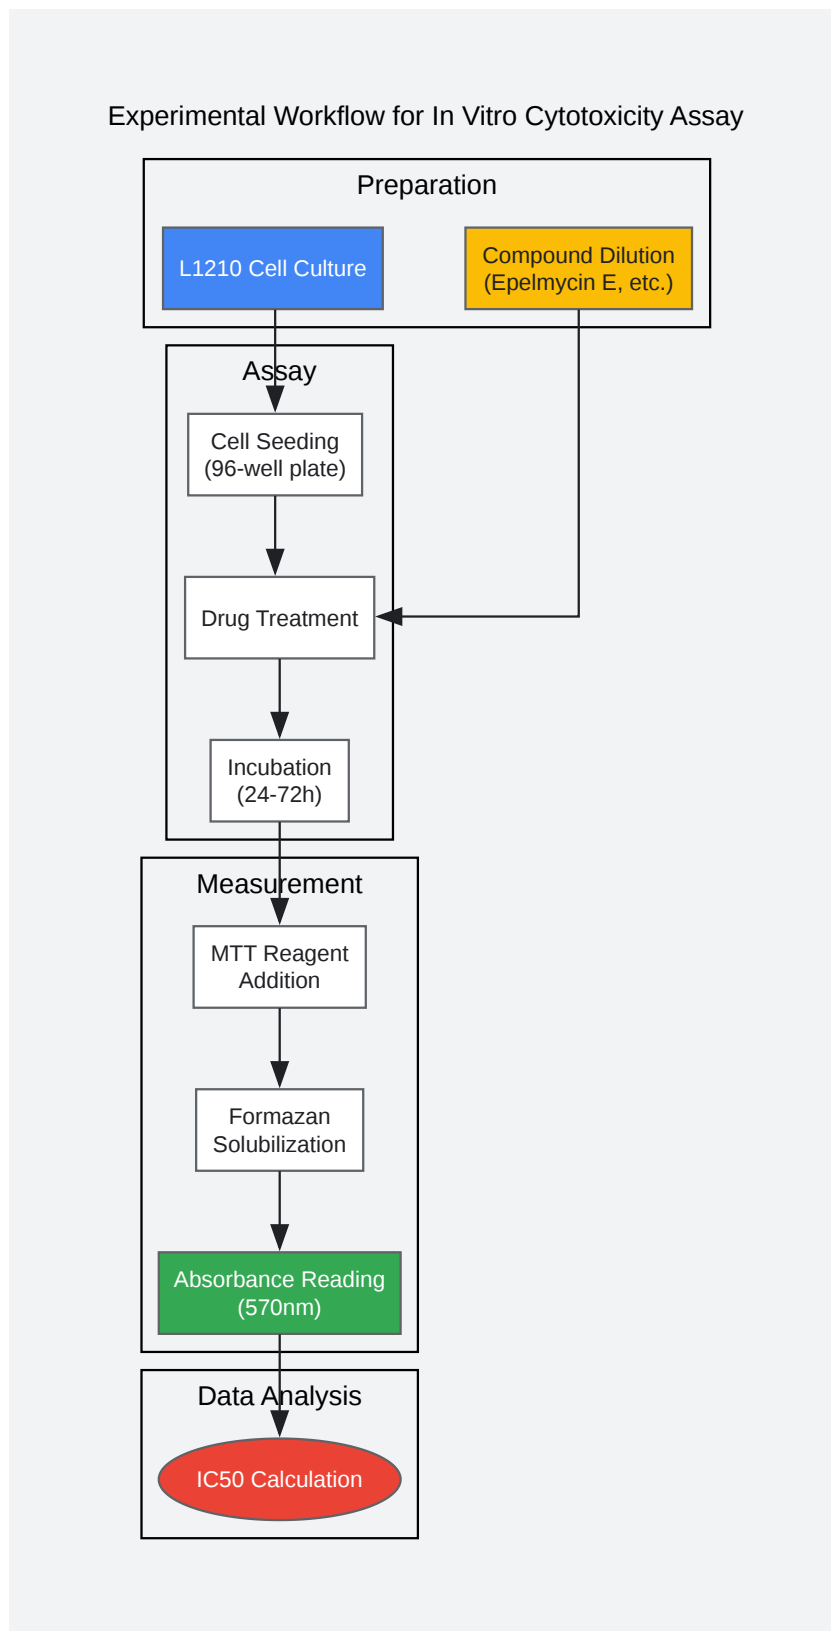 Experimental Workflow for In Vitro Cytotoxicity Assay
Preparation
L1210 Cell Culture
Compound Dilution
(Epelmycin E, etc.)
Assay
Cell Seeding
(96-well plate)
Drug Treatment
Incubation
(24-72h)
Measurement
MTT Reagent
Addition
Formazan
Solubilization
Absorbance Reading
(570nm)
Data Analysis
IC50 Calculation